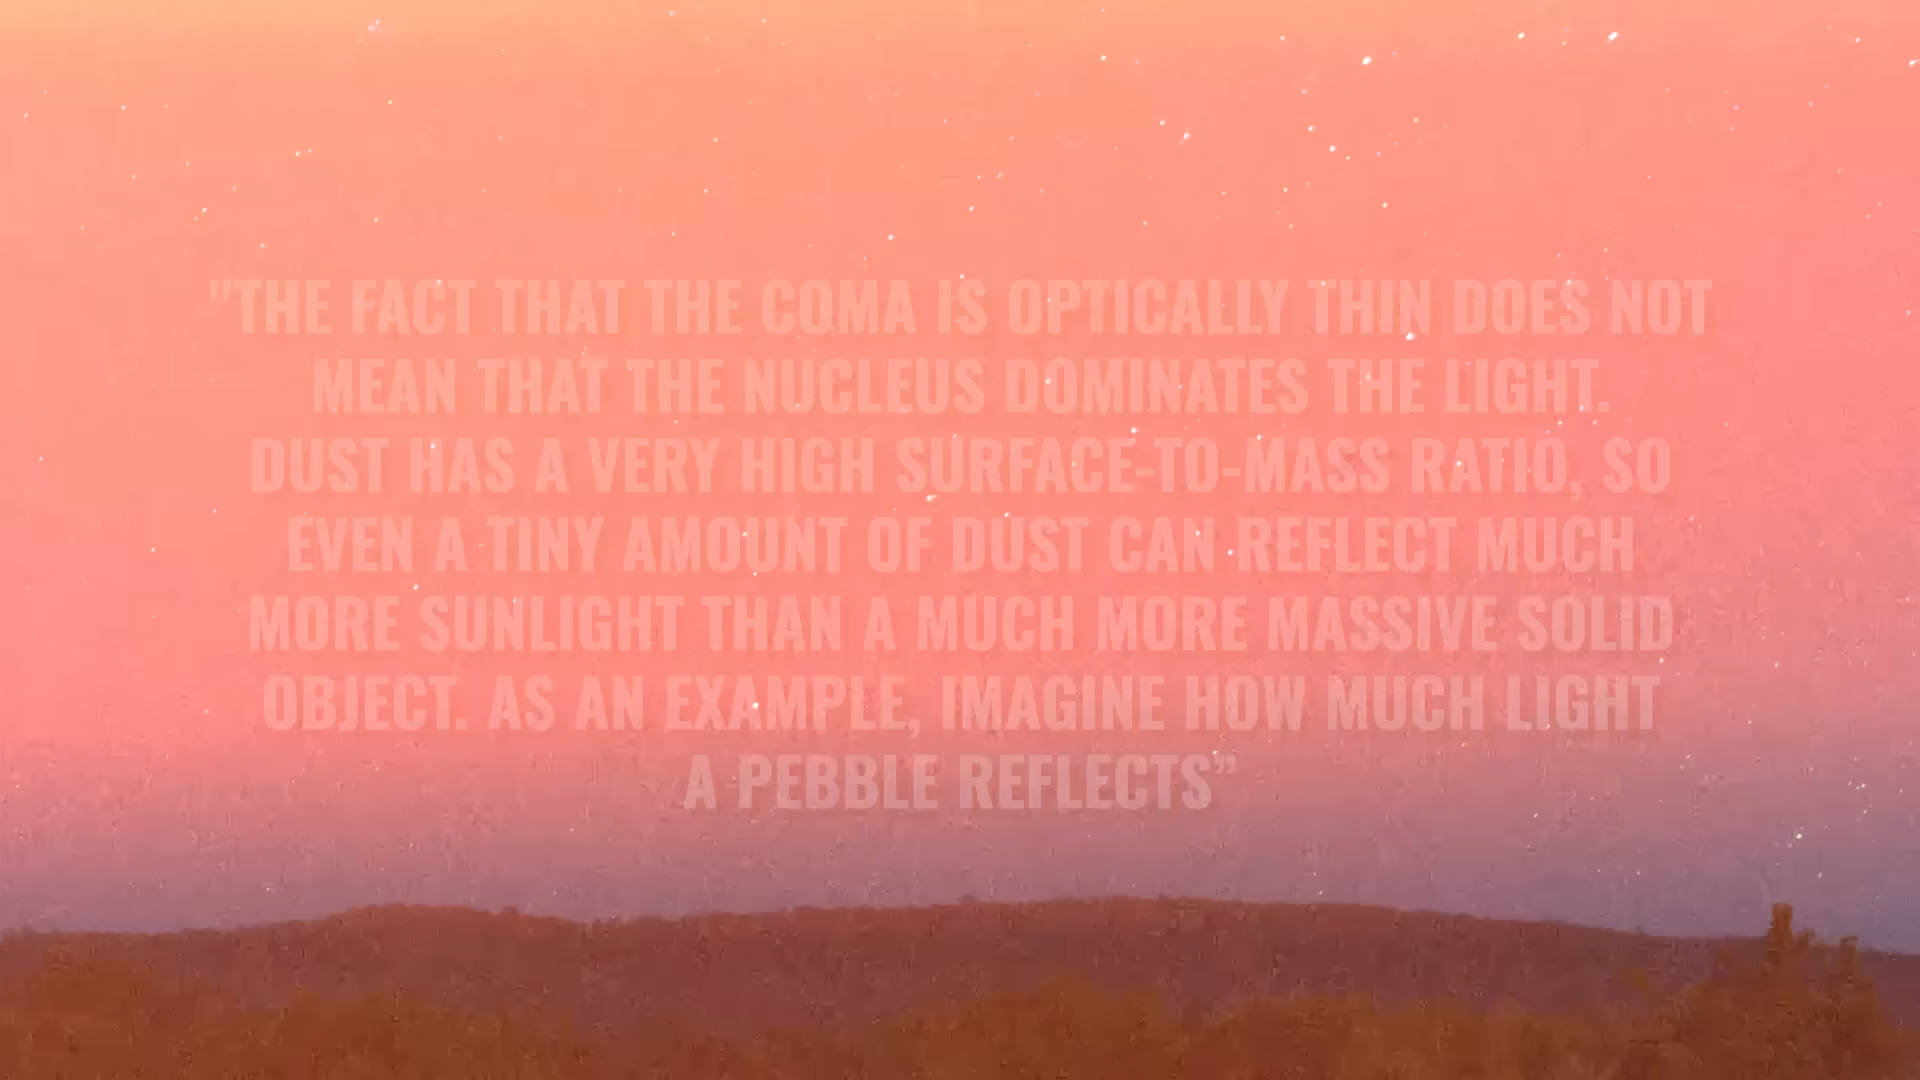 "THE FACT THAT THE COMA IS OPTICALLY THIN DOES NOT
MEAN THAT THE NUCLEUS DOMINATES THE LIGHT.
DUST HAS A VERY HIGH SURFACE-TO-MASS RATIO, SO
EVEN A TINY AMOUNT OF DUST CAN REFLECT MUCH
MORE SUNLIGHT THAN A MUCH MORE MASSIVE SOLID
OBJECT. AS AN EXAMPLE, IMAGINE HOW MUCH LIGHT
A PEBBLE REFLECTS”